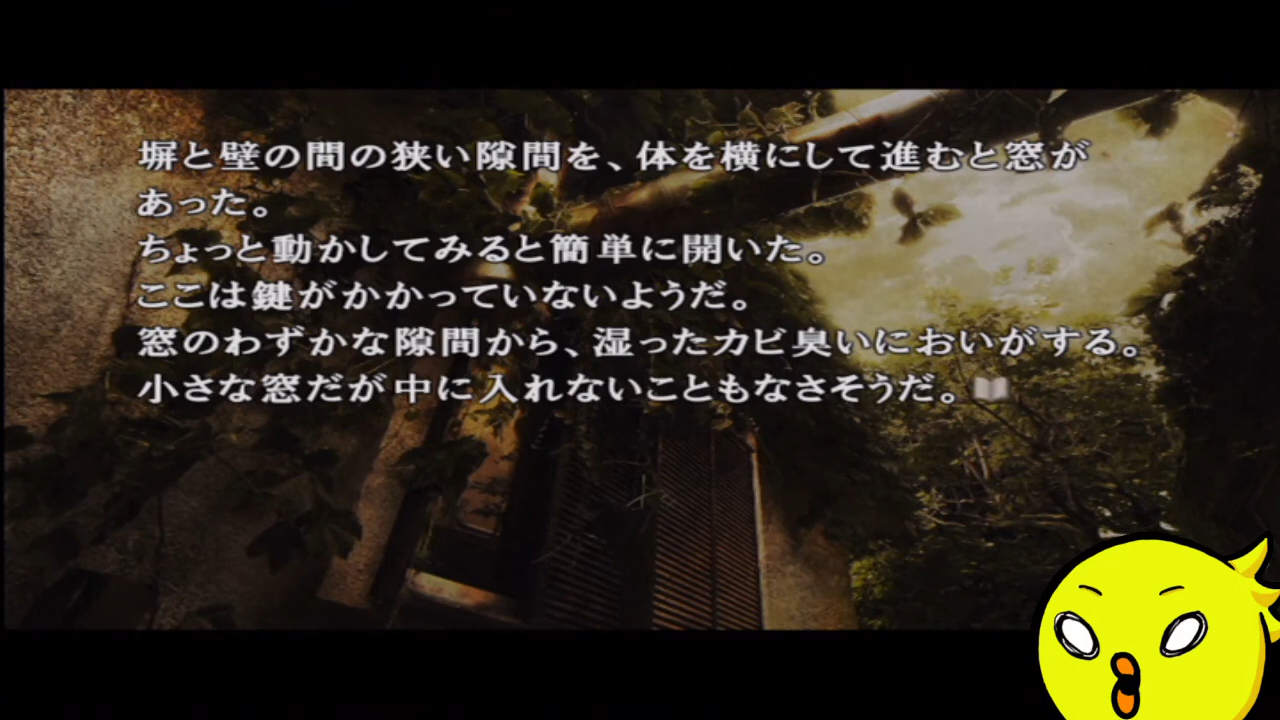 塀と壁の間の狭い隙間を、体を横にして進むと窓が
あった。
ちょっと動かしてみると簡単に開いた。
ここは鍵がかかっていないようだ。
窓のわずかな隙間から、湿ったカビ臭いにおいがする。
小さな窓だが中に入れないこともなさそうだ。